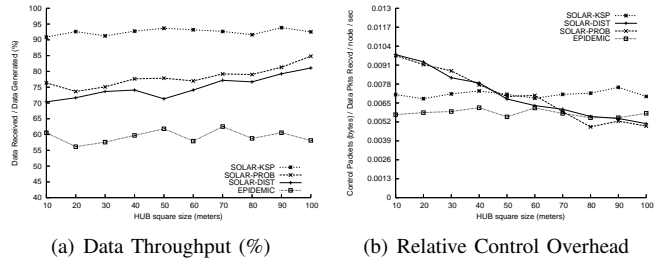 100
95
90
85
80
75
70
65
60
55
50
45
40
Data Received / Data Generated (%)
SOLAR-KSP
SOLAR-PROB
SOLAR-DIST
EPIDEMIC
10 20 30 40 50 60 70 80 90 100
HUB square size (meters)
(a) Data Throughput (%)
0.013
0.0117
0.0104
0.0091
0.0078
0.0065
0.0052
0.0039
0.0026
0.0013
0
Control Packets (bytes) / Data Pkts Recvd / node / sec
SOLAR-KSP
SOLAR-DIST
SOLAR-PROB
EPIDEMIC
10 20 30 40 50 60 70 80 90 100
HUB square size (meters)
(b) Relative Control Overhead